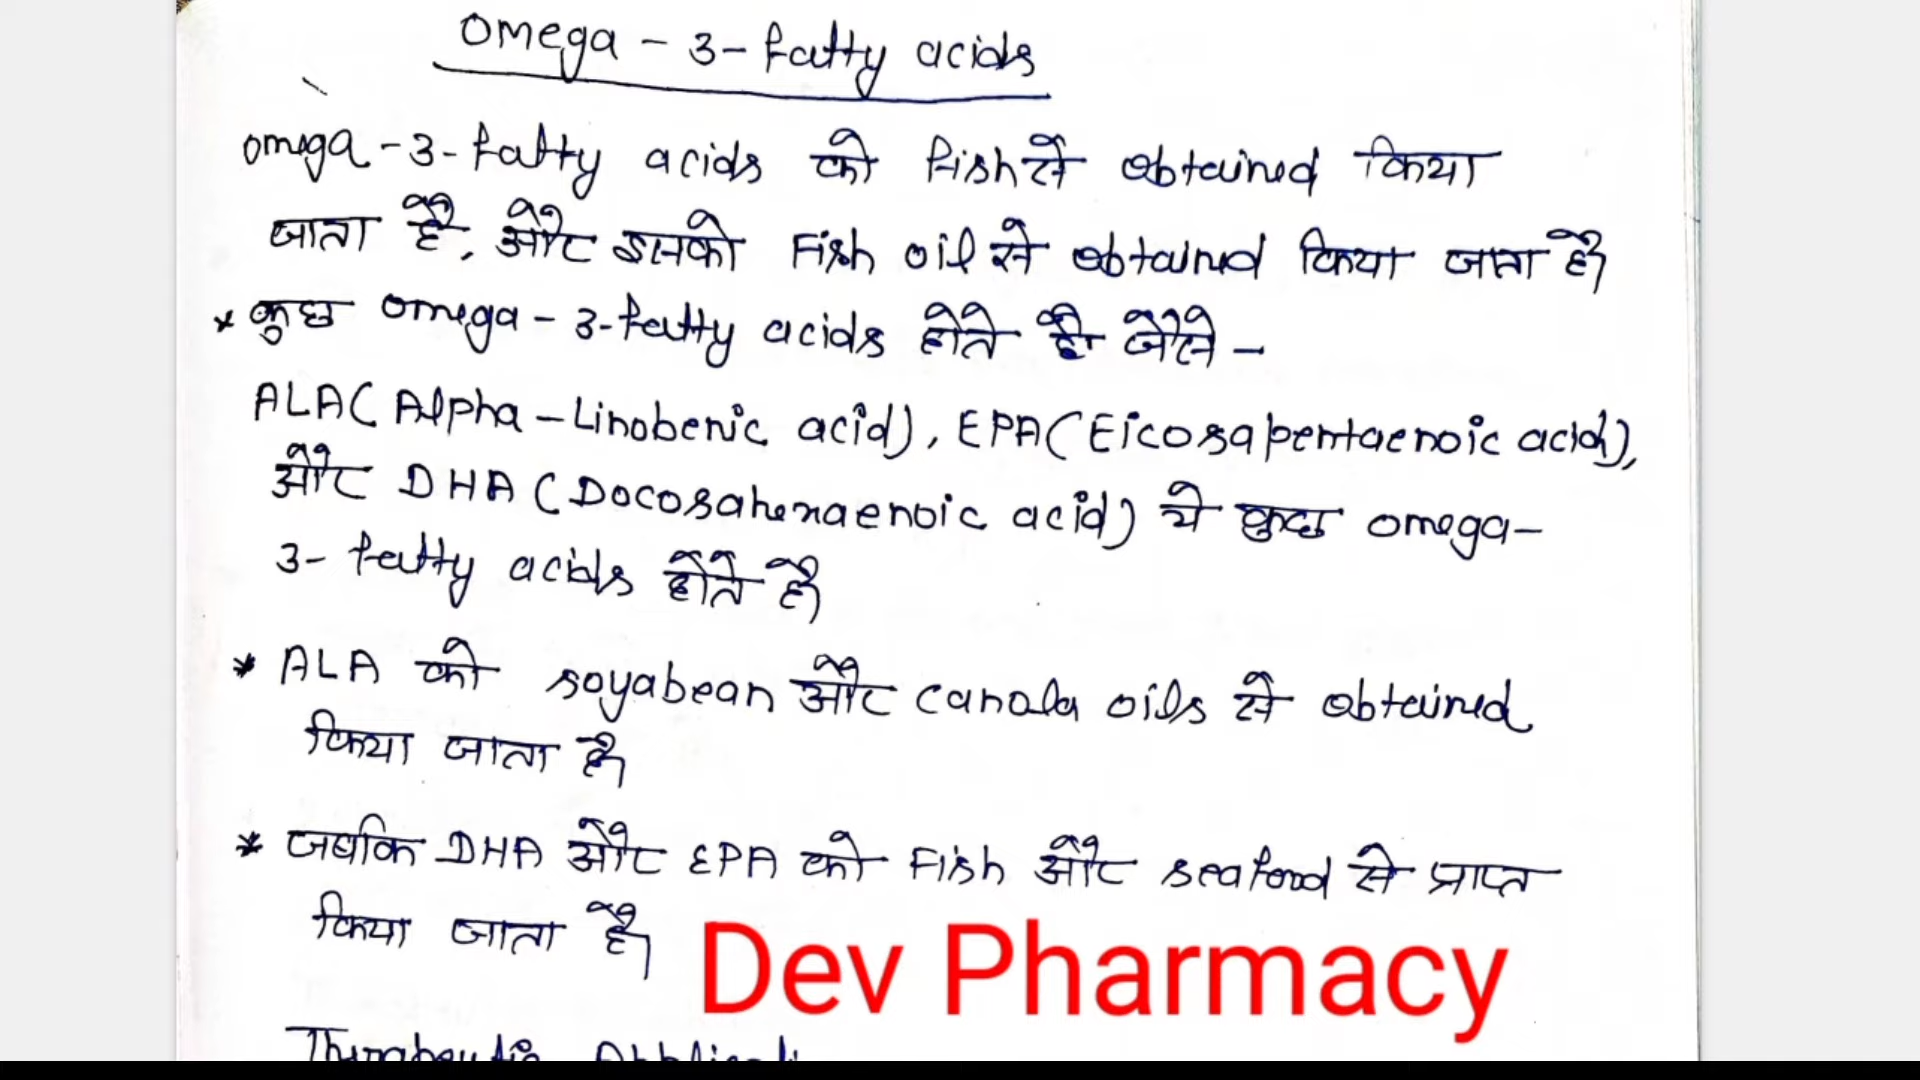 Omega - 3 - fatty acids
omega - 3 - fatty acids को fish से obtained किया
जाता है, और इसको Fish oil से obtained किया जाता है।
* कुछ omega - 3 - fatty acids होते है जैसे -
ALA ( Alpha - Linobenic acid ), EPA ( Eicosapentaenoic acid ),
और DHA ( Docosahexaenoic acid ) ये कुछ omega -
3 - fatty acids होते है।
* ALA को soyabean और canola oils से obtained
किया जाता है।
* जबकि DHA और EPA को Fish और seafood से प्राप्त
किया जाता है।
Dev Pharmacy